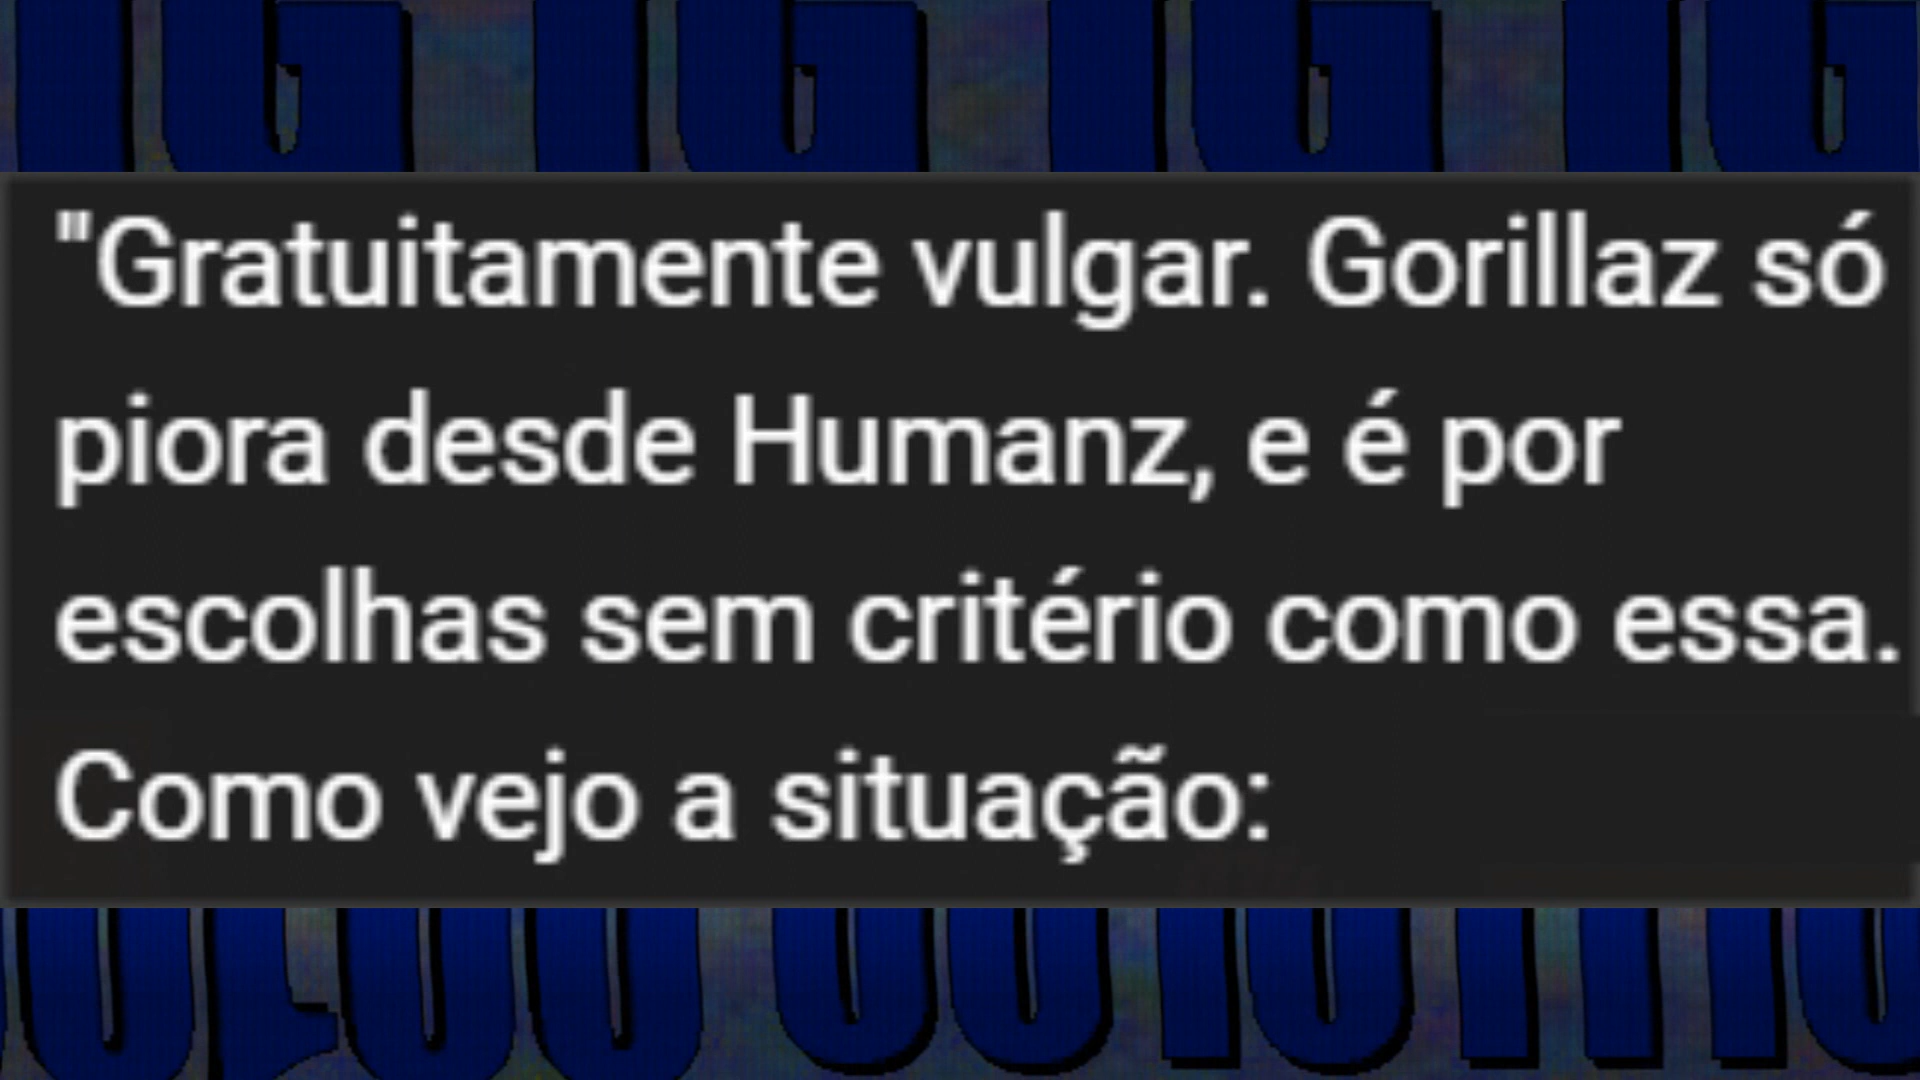 "Gratuitamente vulgar. Gorillaz só
piora desde Humanz, e é por
escolhas sem critério como essa.
Como vejo a situação: